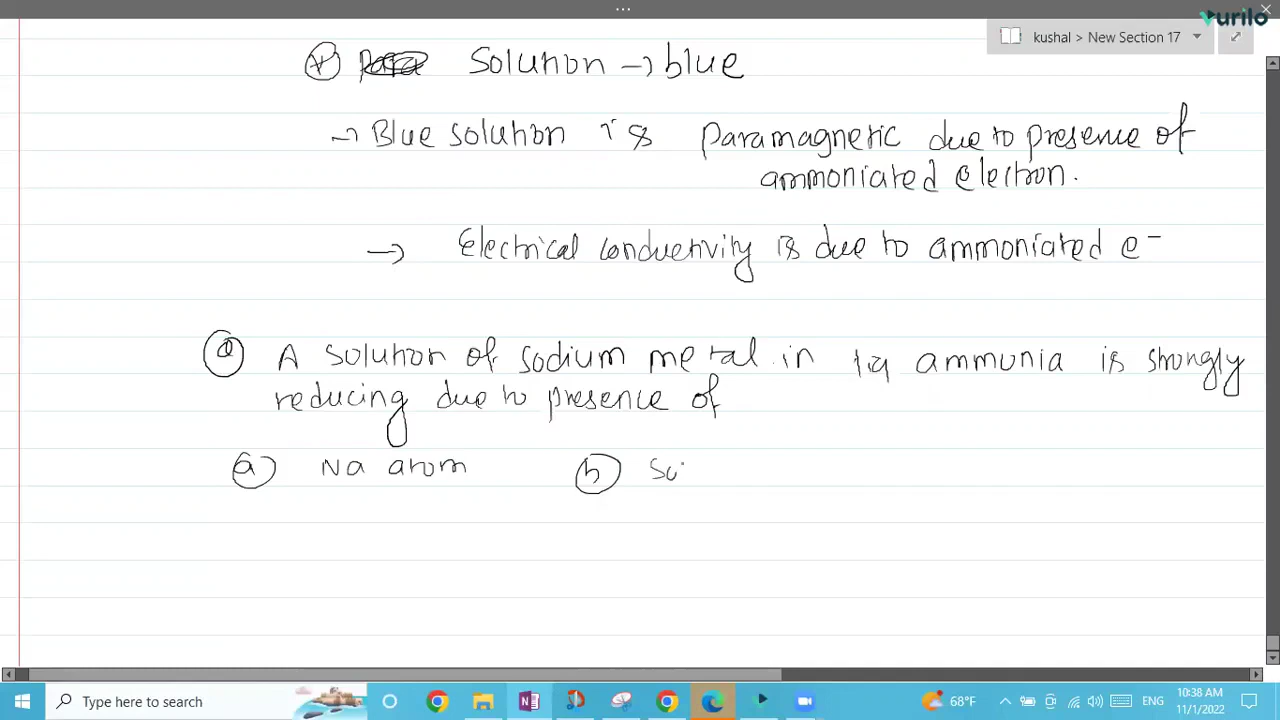 ...
vurilo
kushal > New Section 17
Solution → blue
→ Blue solution is paramagnetic due to presence of
ammoniated electron.
→ Electrical conductivity is due to ammoniated e-
Q A solution of sodium metal in liq ammonia is strongly
reducing due to presence of
a Na atom b So
Type here to search
68°F
ENG
10:38 AM
11/1/2022